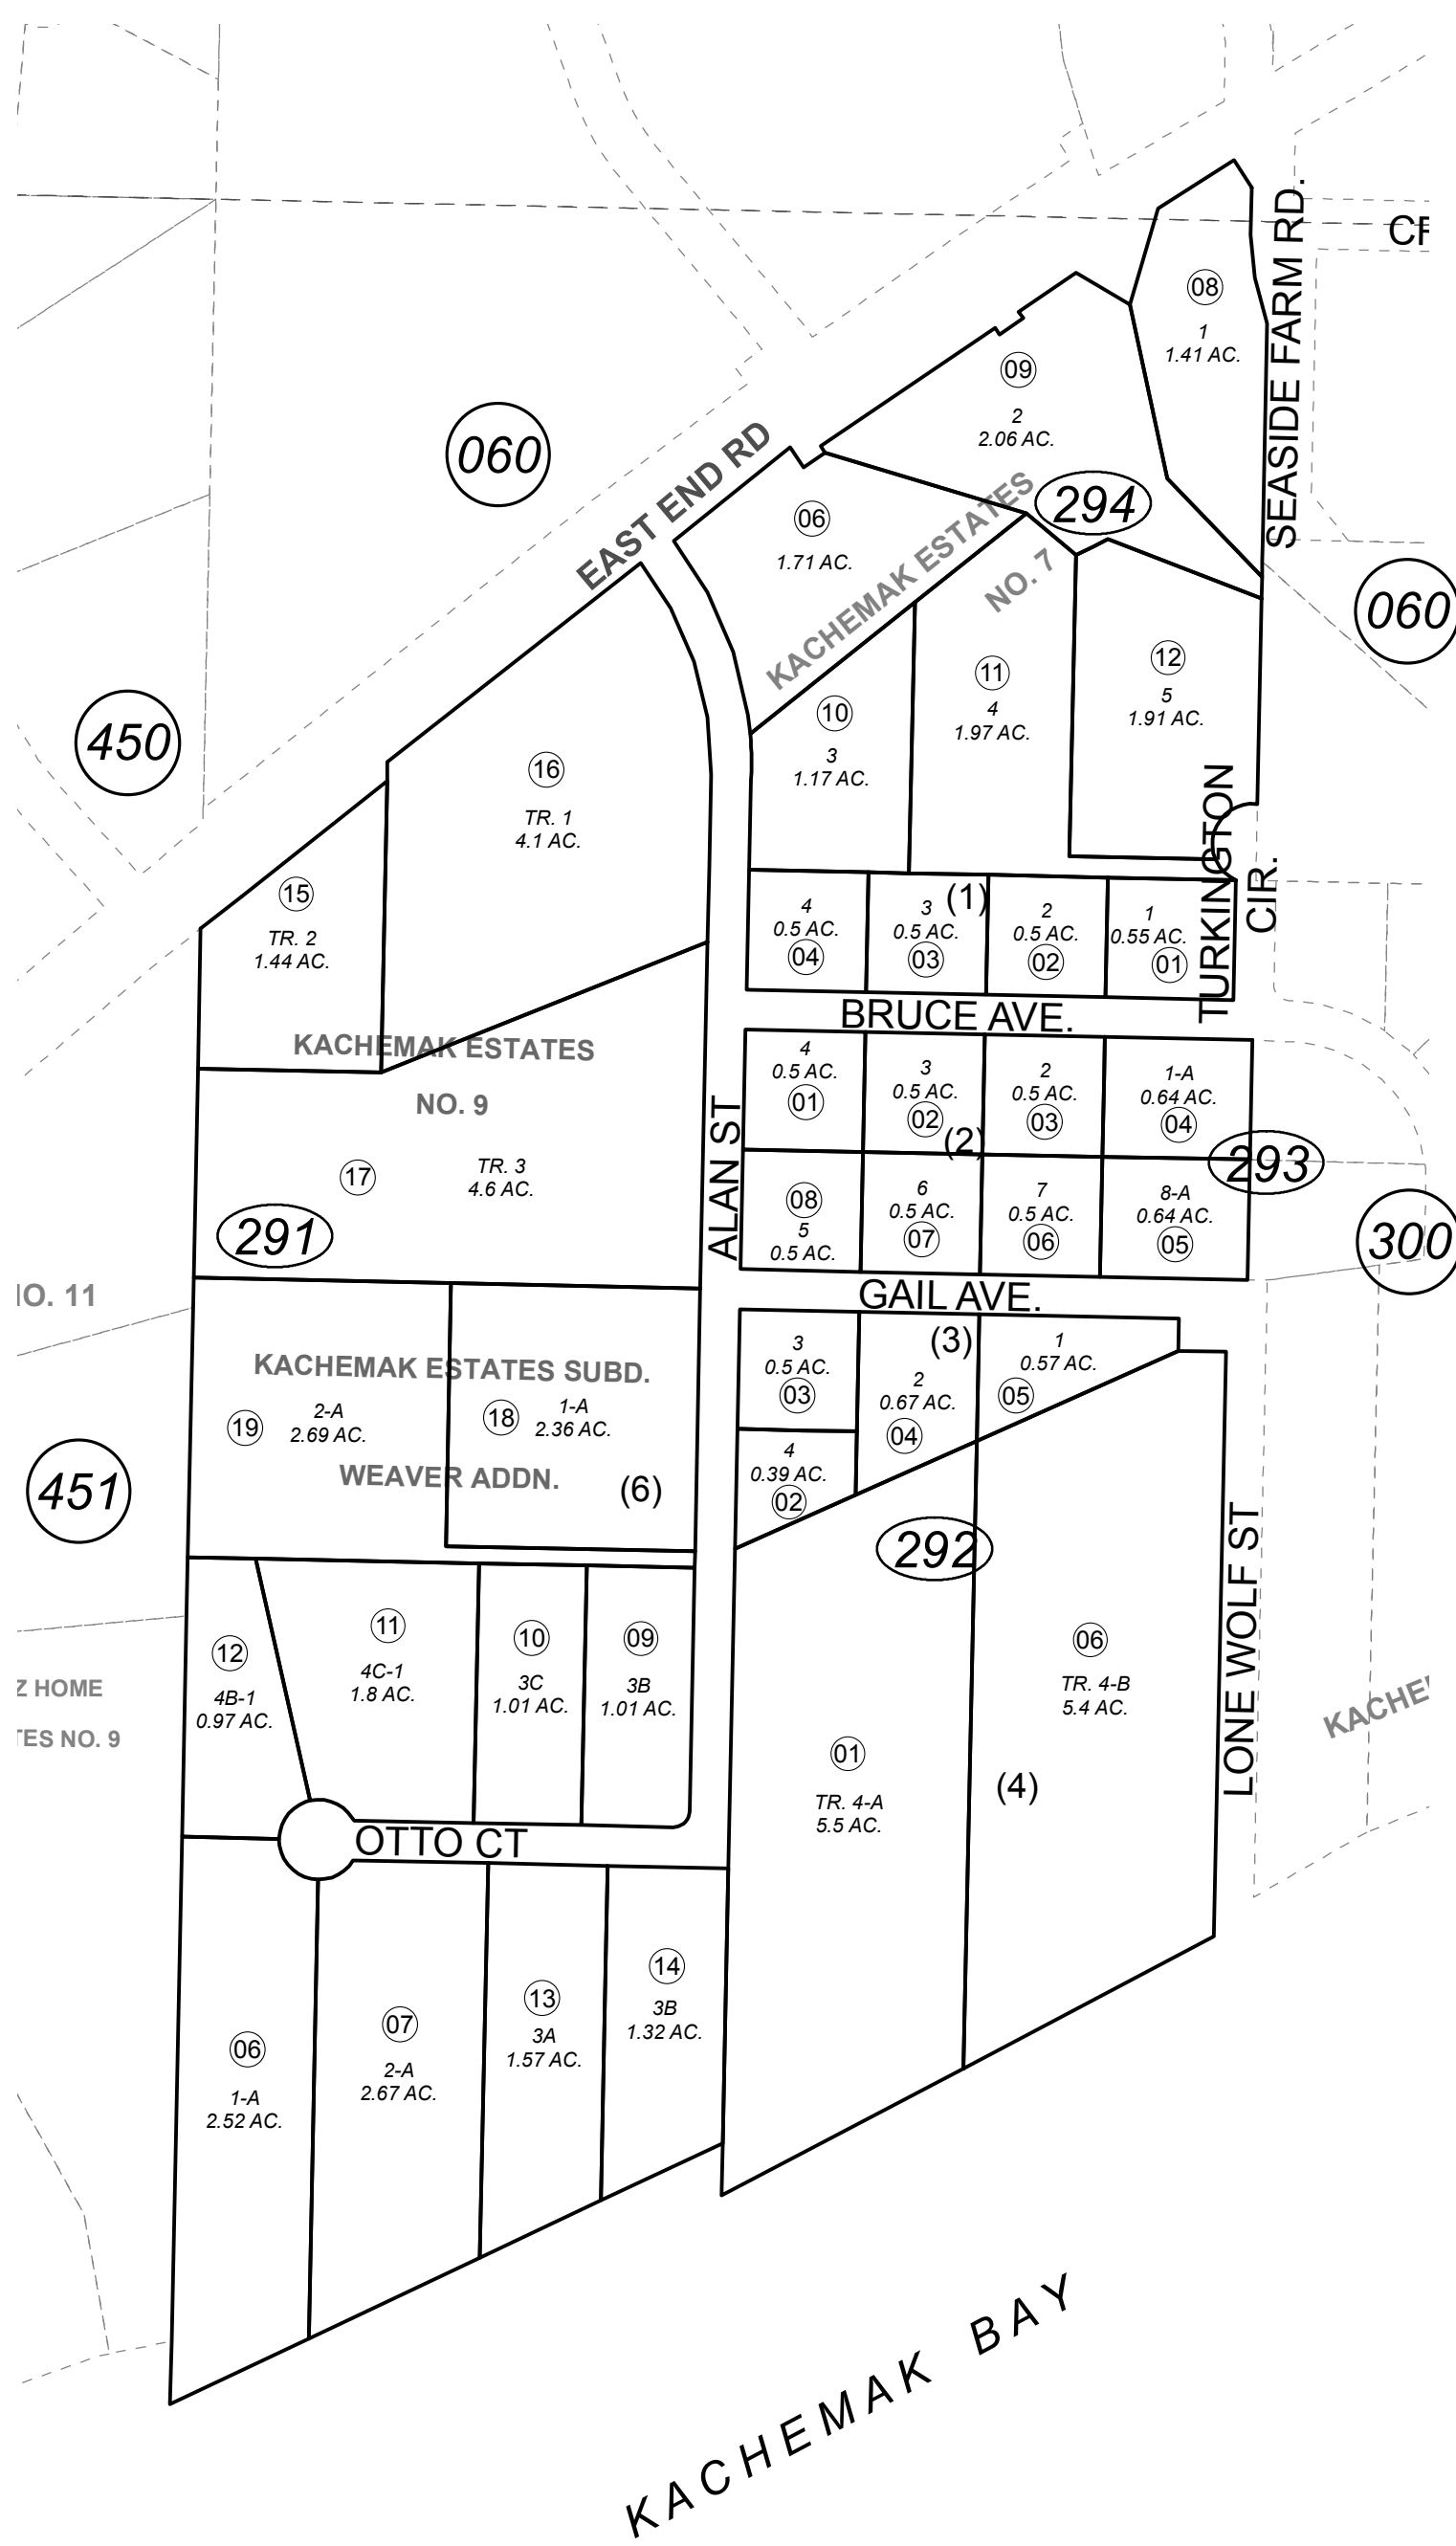 CR
SEASIDE FARM RD.
08
1
1.41 AC.
09
2
2.06 AC.
060
EAST END RD
294
06
1.71 AC.
KACHEMAK ESTATES
NO. 7
060
12
5
1.91 AC.
11
4
1.97 AC.
10
3
1.17 AC.
450
16
TR. 1
4.1 AC.
15
TR. 2
1.44 AC.
TURKINGTON
CIR.
(1)
4
0.5 AC.
04
3
0.5 AC.
03
2
0.5 AC.
02
1
0.55 AC.
01
BRUCE AVE.
KACHEMAK ESTATES
NO. 9
4
0.5 AC.
01
3
0.5 AC.
02
2
0.5 AC.
03
1-A
0.64 AC.
04
(2)
293
ALAN ST
TR. 3
4.6 AC.
17
291
08
5
0.5 AC.
6
0.5 AC.
07
7
0.5 AC.
06
8-A
0.64 AC.
05
300
NO. 11
GAIL AVE.
(3)
3
0.5 AC.
03
2
0.67 AC.
04
1
0.57 AC.
05
4
0.39 AC.
02
KACHEMAK ESTATES SUBD.
19
2-A
2.69 AC.
18
1-A
2.36 AC.
WEAVER ADDN.
(6)
451
292
LONE WOLF ST
12
4B-1
0.97 AC.
11
4C-1
1.8 AC.
10
3C
1.01 AC.
09
3B
1.01 AC.
06
TR. 4-B
5.4 AC.
Z HOME
TES NO. 9
KACHE
01
TR. 4-A
5.5 AC.
(4)
OTTO CT
06
1-A
2.52 AC.
07
2-A
2.67 AC.
13
3A
1.57 AC.
14
3B
1.32 AC.
KACHEMAK BAY